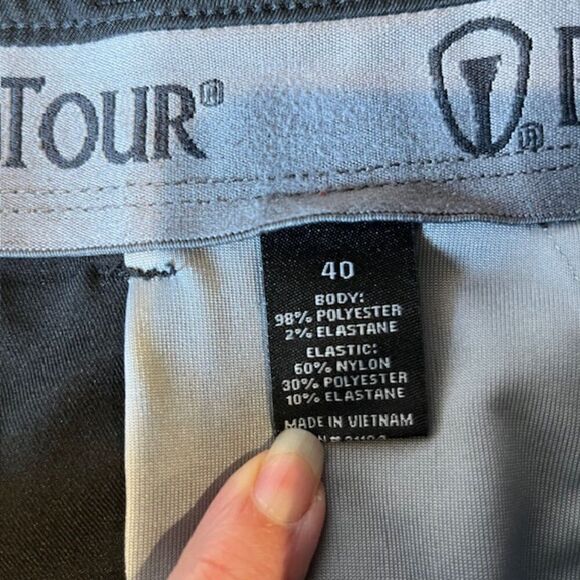 TOUR®
®
40
BODY:
98% POLYESTER
2% ELASTANE
ELASTIC:
60% NYLON
30% POLYESTER
10% ELASTANE
MADE IN VIETNAM